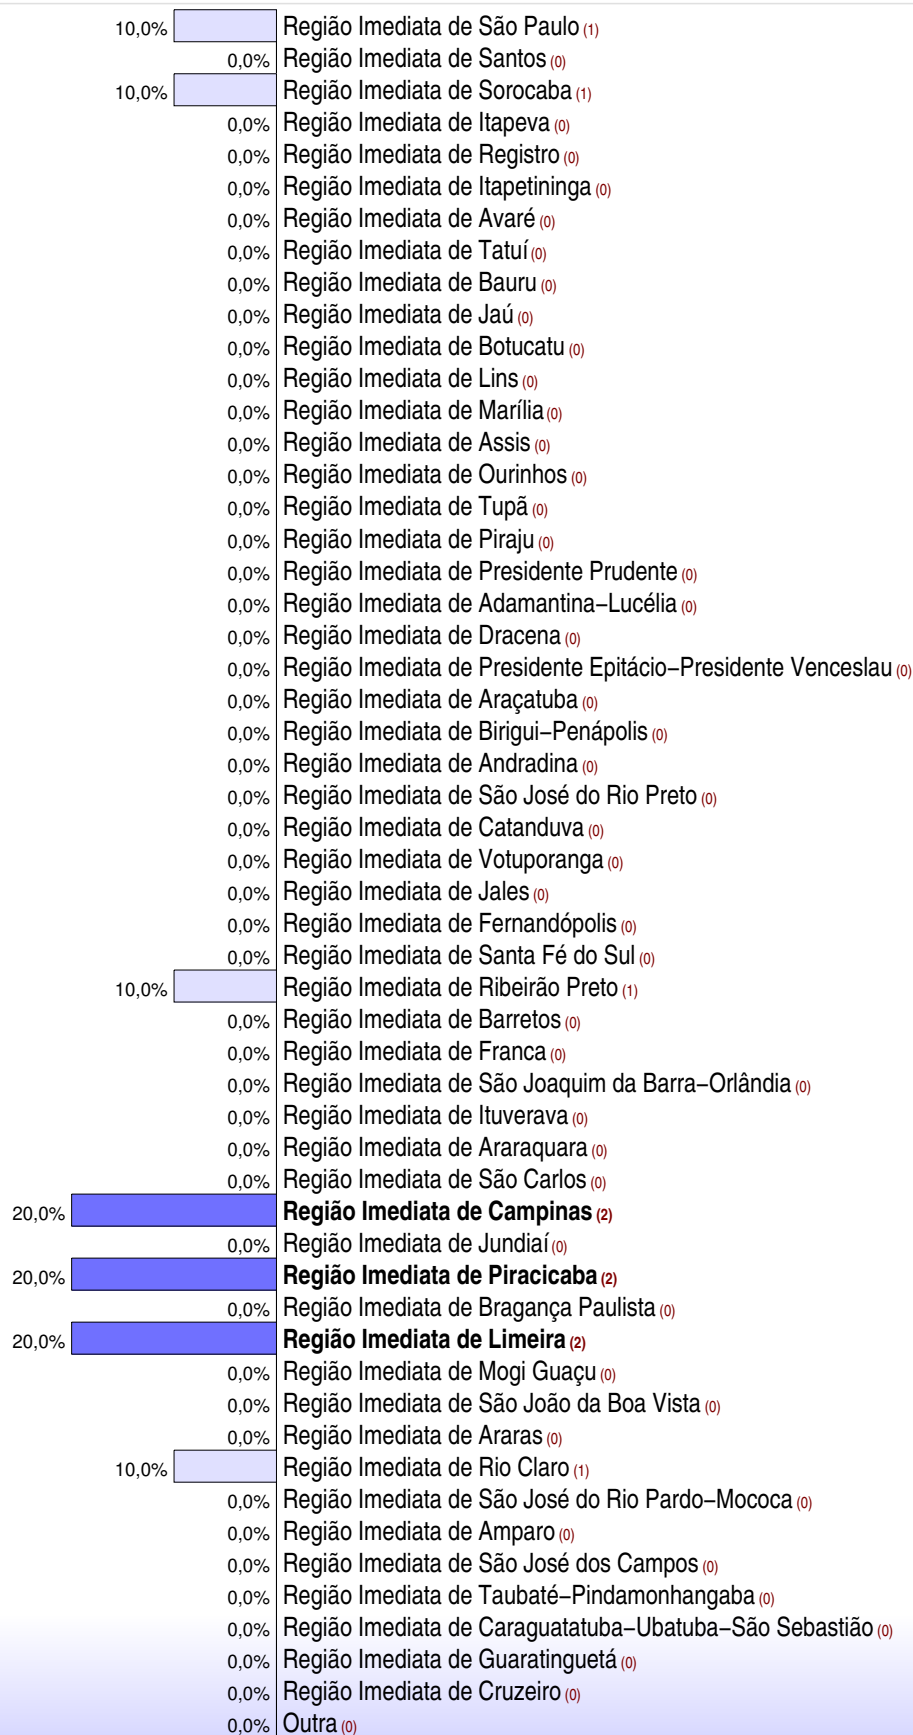 10,0% Região Imediata de São Paulo (1)
0,0% Região Imediata de Santos (0)
10,0% Região Imediata de Sorocaba (1)
0,0% Região Imediata de Itapeva (0)
0,0% Região Imediata de Registro (0)
0,0% Região Imediata de Itapetininga (0)
0,0% Região Imediata de Avaré (0)
0,0% Região Imediata de Tatuí (0)
0,0% Região Imediata de Bauru (0)
0,0% Região Imediata de Jaú (0)
0,0% Região Imediata de Botucatu (0)
0,0% Região Imediata de Lins (0)
0,0% Região Imediata de Marília (0)
0,0% Região Imediata de Assis (0)
0,0% Região Imediata de Ourinhos (0)
0,0% Região Imediata de Tupã (0)
0,0% Região Imediata de Piraju (0)
0,0% Região Imediata de Presidente Prudente (0)
0,0% Região Imediata de Adamantina–Lucélia (0)
0,0% Região Imediata de Dracena (0)
0,0% Região Imediata de Presidente Epitácio–Presidente Venceslau (0)
0,0% Região Imediata de Araçatuba (0)
0,0% Região Imediata de Birigui–Penápolis (0)
0,0% Região Imediata de Andradina (0)
0,0% Região Imediata de São José do Rio Preto (0)
0,0% Região Imediata de Catanduva (0)
0,0% Região Imediata de Votuporanga (0)
0,0% Região Imediata de Jales (0)
0,0% Região Imediata de Fernandópolis (0)
0,0% Região Imediata de Santa Fé do Sul (0)
10,0% Região Imediata de Ribeirão Preto (1)
0,0% Região Imediata de Barretos (0)
0,0% Região Imediata de Franca (0)
0,0% Região Imediata de São Joaquim da Barra–Orlândia (0)
0,0% Região Imediata de Ituverava (0)
0,0% Região Imediata de Araraquara (0)
0,0% Região Imediata de São Carlos (0)
20,0% Região Imediata de Campinas (2)
0,0% Região Imediata de Jundiaí (0)
20,0% Região Imediata de Piracicaba (2)
0,0% Região Imediata de Bragança Paulista (0)
20,0% Região Imediata de Limeira (2)
0,0% Região Imediata de Mogi Guaçu (0)
0,0% Região Imediata de São João da Boa Vista (0)
0,0% Região Imediata de Araras (0)
10,0% Região Imediata de Rio Claro (1)
0,0% Região Imediata de São José do Rio Pardo–Mococa (0)
0,0% Região Imediata de Amparo (0)
0,0% Região Imediata de São José dos Campos (0)
0,0% Região Imediata de Taubaté–Pindamonhangaba (0)
0,0% Região Imediata de Caraguatatuba–Ubatuba–São Sebastião (0)
0,0% Região Imediata de Guaratinguetá (0)
0,0% Região Imediata de Cruzeiro (0)
0,0% Outra (0)